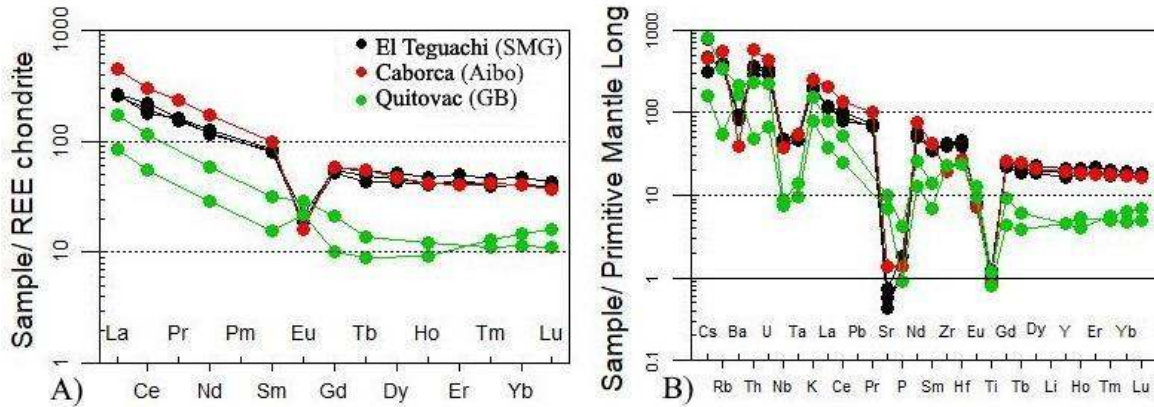 Sample/ REE chondrite
1000
100
10
1
El Teguachi (SMG)
Caborca (Aibo)
Quitovac (GB)
La Pr Pm Eu Tb Ho Tm Lu
Ce Nd Sm Gd Dy Er Yb
A)
Sample/ Primitive Mantle Long
1000
100
10
1
0.1
Cs Ba U Ta La Pb Sr Nd Zr Eu Gd Dy Y Er Yb
Rb Th Nb K Ce Pr P Sm Hf Ti Tb Li Ho Tm Lu
B)